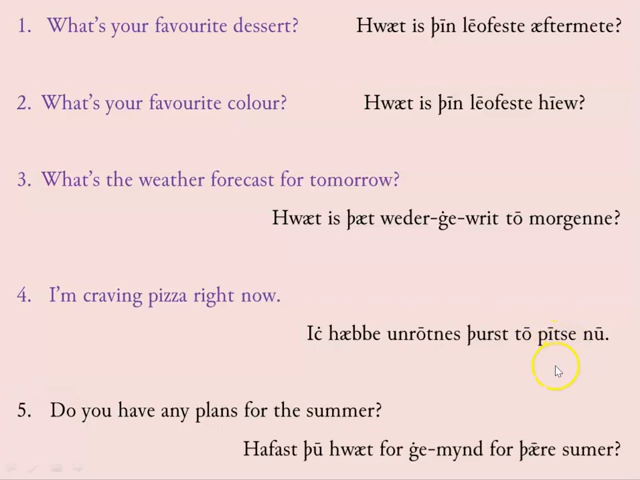 1. What's your favourite dessert? Hwæt is þīn lēofeste æftermete?
2. What's your favourite colour? Hwæt is þīn lēofeste hīew?
3. What's the weather forecast for tomorrow?
Hwæt is þæt weder-ġe-writ tō morgenne?
4. I'm craving pizza right now.
Iċ hæbbe unrōtnes þurst tō pītse nū.
5. Do you have any plans for the summer?
Hafast þū hwæt for ġe-mynd for þǣre sumer?